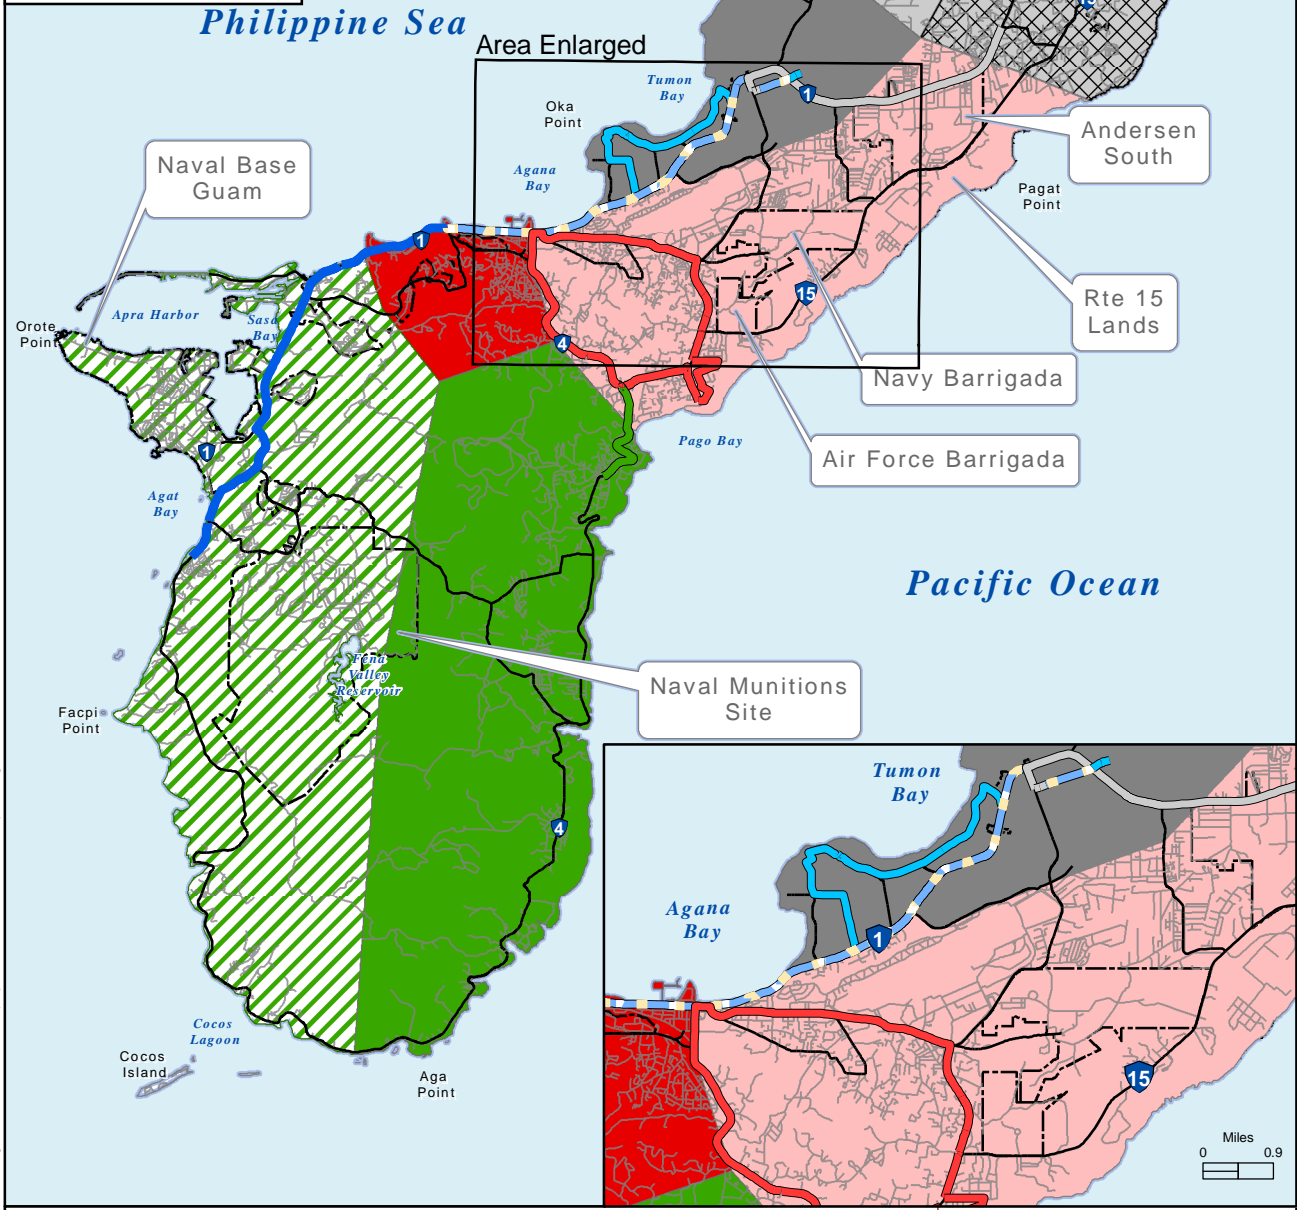 Philippine Sea
15
Area Enlarged
Tumon
Bay
1
Oka
Point
Andersen
South
Naval Base
Guam
Agana
Bay
Pagat
Point
1
Rte 15
Lands
15
Apra Harbor
Sasa
Bay
Orote
Point
4
Navy Barrigada
Pago Bay
1
Air Force Barrigada
Agat
Bay
Pacific Ocean
Fena
Valley
Reservoir
Naval Munitions
Site
Facpi
Point
4
Tumon
Bay
Agana
Bay
1
Cocos
Lagoon
Cocos
Island
Aga
Point
15
Miles
0 0.9